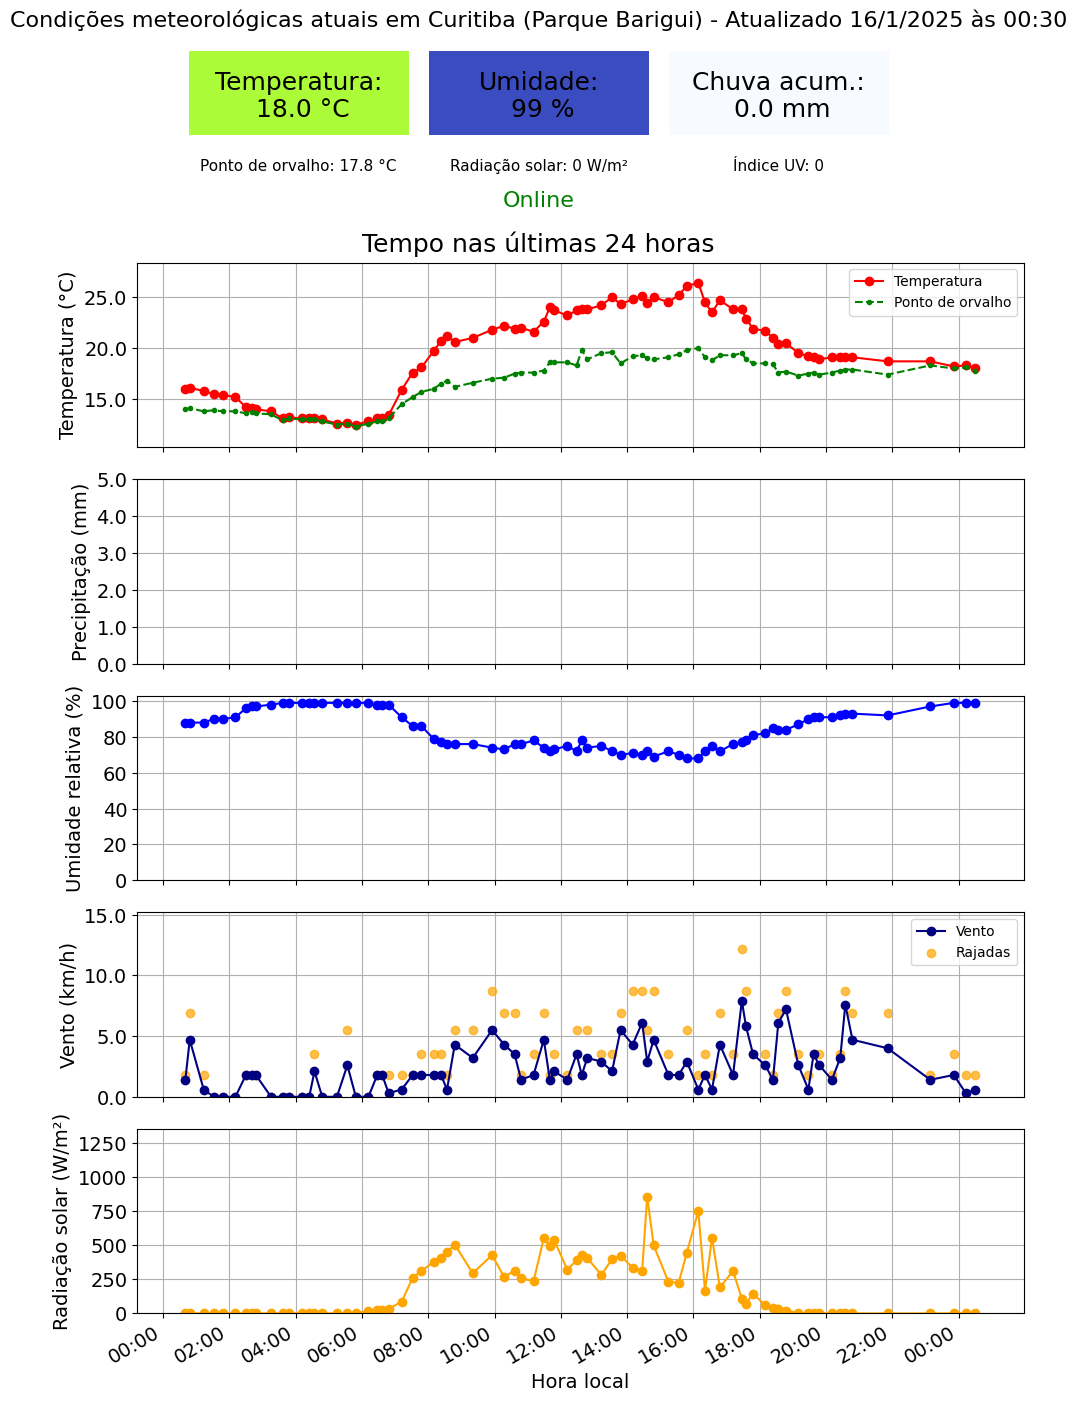 Condições meteorológicas atuais em Curitiba (Parque Barigui) - Atualizado 16/1/2025 às 00:30
Temperatura:
18.0 °C
Umidade:
99 %
Chuva acum.:
0.0 mm
Ponto de orvalho: 17.8 °C
Radiação solar: 0 W/m²
Índice UV: 0
Online
Tempo nas últimas 24 horas
Temperatura (°C)
25.0
20.0
15.0
Temperatura
Ponto de orvalho
Precipitação (mm)
5.0
4.0
3.0
2.0
1.0
0.0
Umidade relativa (%)
100
80
60
40
20
0
Vento (km/h)
15.0
10.0
5.0
0.0
Vento
Rajadas
Radiação solar (W/m²)
1250
1000
750
500
250
0
00:00 02:00 04:00 06:00 08:00 10:00 12:00 14:00 16:00 18:00 20:00 22:00 00:00
Hora local